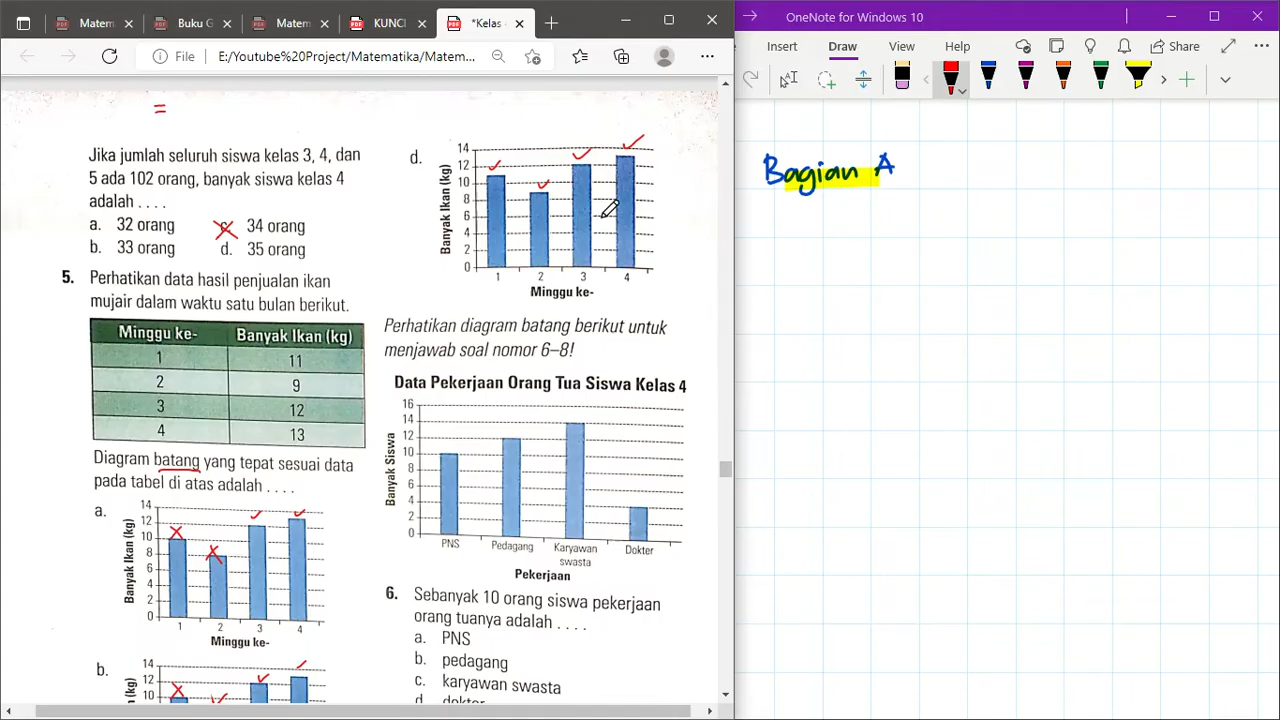 Matem
Buku G
Matem
KUNCI
*Kelas
OneNote for Windows 10
File
E:/Youtube%20Project/Matematika/Matem...
Insert
Draw
View
Help
Share
=
Jika jumlah seluruh siswa kelas 3, 4, dan
5 ada 102 orang, banyak siswa kelas 4
adalah . . . .
a. 32 orang
c. 34 orang
b. 33 orang
d. 35 orang
5. Perhatikan data hasil penjualan ikan
mujair dalam waktu satu bulan berikut.
Minggu ke- Banyak Ikan (kg)
1 11
2 9
3 12
4 13
Diagram batang yang tepat sesuai data
pada tabel di atas adalah . . . .
a.
Banyak Ikan (kg)
14
12
10
8
6
4
2
0
1 2 3 4
Minggu ke-
b.
14
12
10
d.
Banyak Ikan (kg)
14
12
10
8
6
4
2
0
1 2 3 4
Minggu ke-
Perhatikan diagram batang berikut untuk
menjawab soal nomor 6–8!
Data Pekerjaan Orang Tua Siswa Kelas 4
Banyak siswa
16
14
12
10
8
6
4
2
0
PNS Pedagang Karyawan swasta Dokter
Pekerjaan
6. Sebanyak 10 orang siswa pekerjaan
orang tuanya adalah . . . .
a. PNS
b. pedagang
c. karyawan swasta
d. dokter
Bagian A